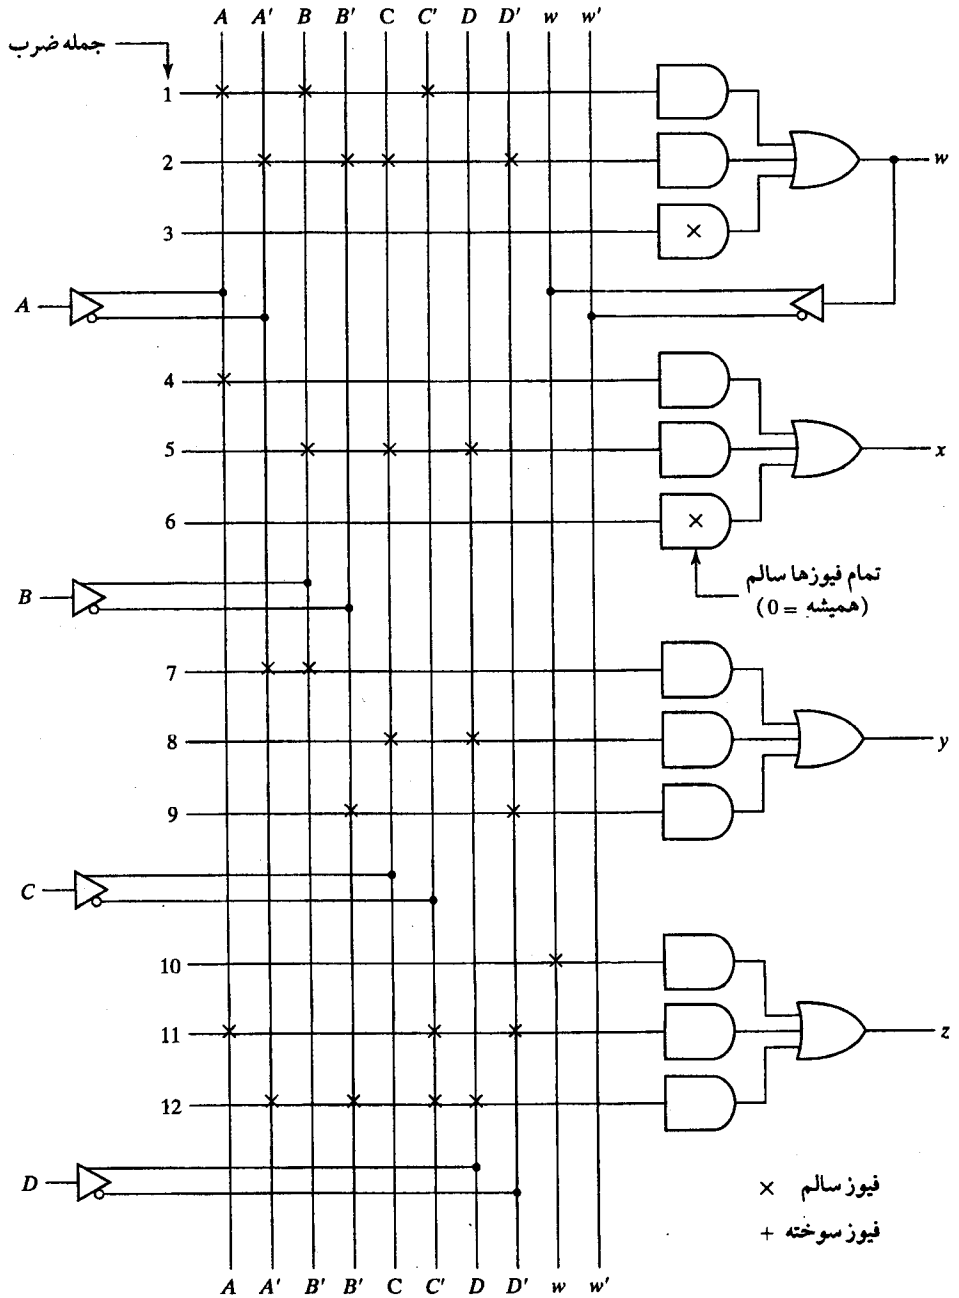 A A' B B' C C' D D' w w'
جمله ضرب
1
2
w
3
A
4
5
x
6
تمام فیوزها سالم
(همیشه = 0)
B
7
8
y
9
C
10
11
z
12
D
× فیوز سالم
+ فیوز سوخته
A A' B' B' C C' D D' w w'